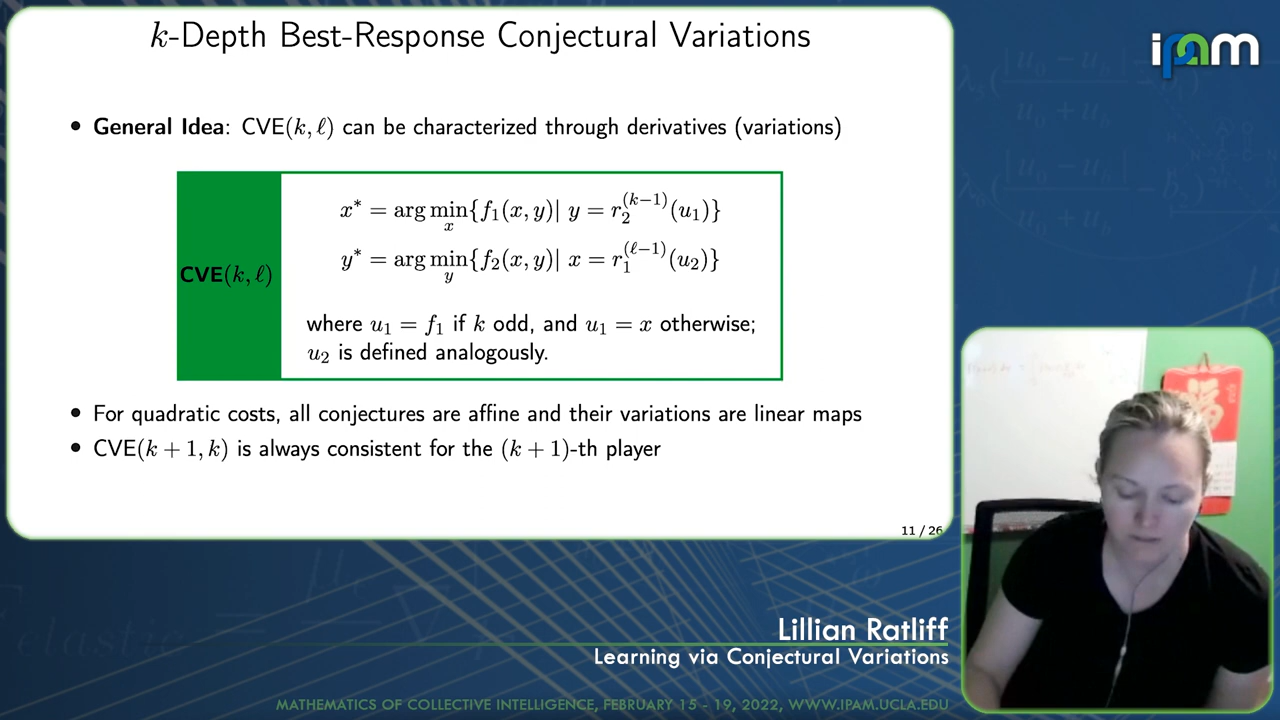 k-Depth Best-Response Conjectural Variations
ipam
• General Idea: CVE(k, ℓ) can be characterized through derivatives (variations)
CVE(k, ℓ)
x* = arg min_x{f₁(x, y)| y = r₂^(k−1)(u₁)}
y* = arg min_y{f₂(x, y)| x = r₁^(ℓ−1)(u₂)}
where u₁ = f₁ if k odd, and u₁ = x otherwise;
u₂ is defined analogously.
• For quadratic costs, all conjectures are affine and their variations are linear maps
• CVE(k + 1, k) is always consistent for the (k + 1)-th player
11 / 26
Lillian Ratliff
Learning via Conjectural Variations
MATHEMATICS OF COLLECTIVE INTELLIGENCE, FEBRUARY 15 - 19, 2022, WWW.IPAM.UCLA.EDU